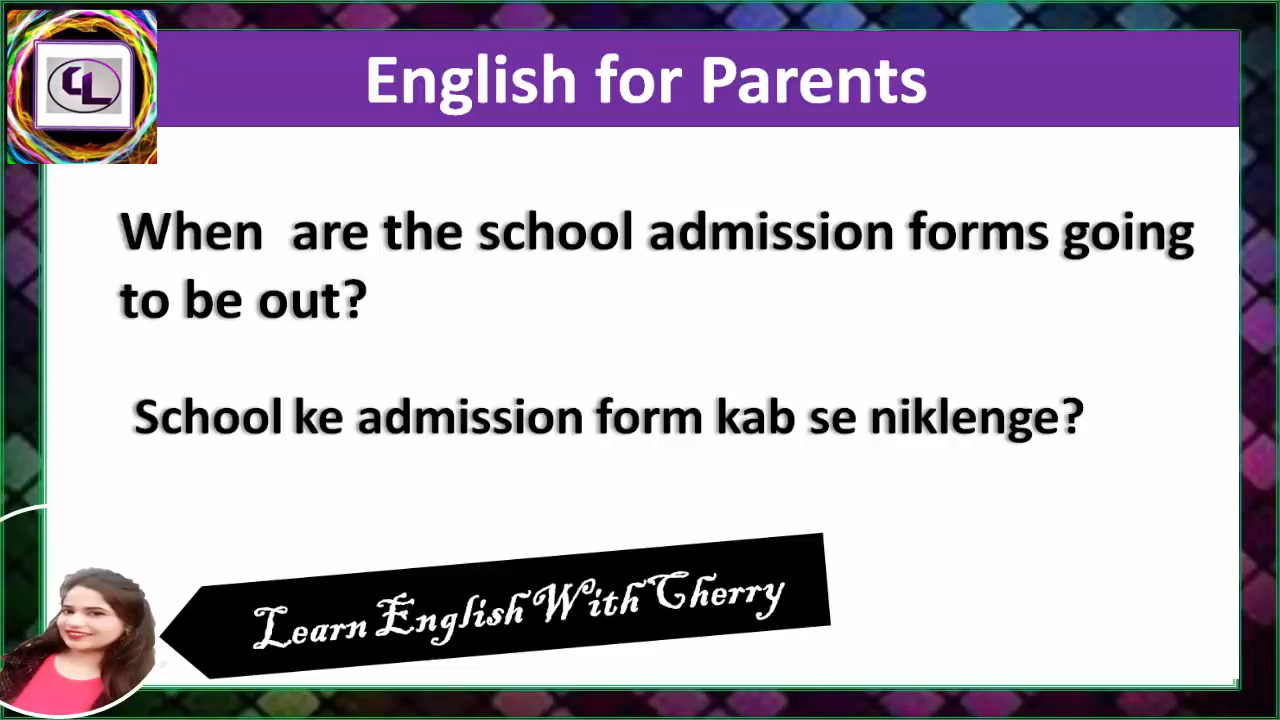 English for Parents
When are the school admission forms going
to be out?
School ke admission form kab se niklenge?
Learn English With Cherry